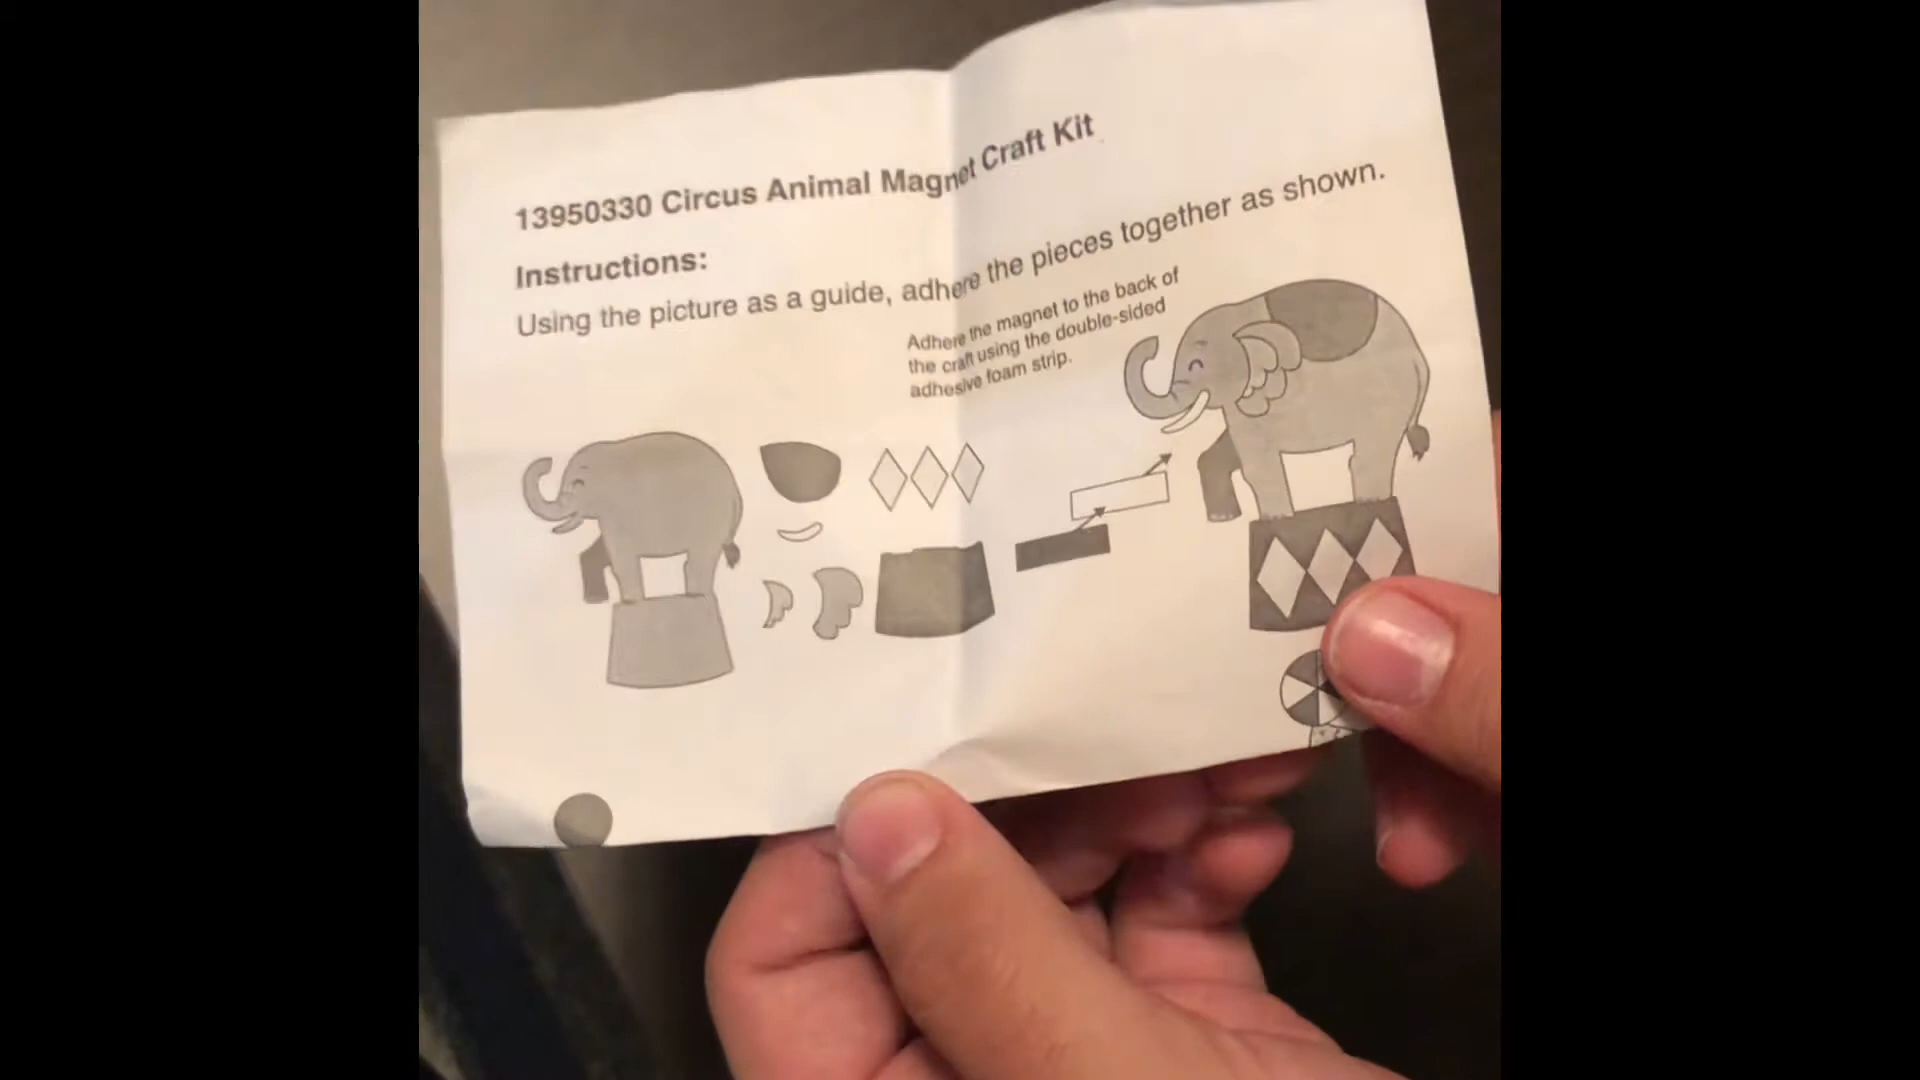 13950330 Circus Animal Magnet Craft Kit
Instructions:
Using the picture as a guide, adhere the pieces together as shown.
Adhere the magnet to the back of
the craft using the double-sided
adhesive foam strip.